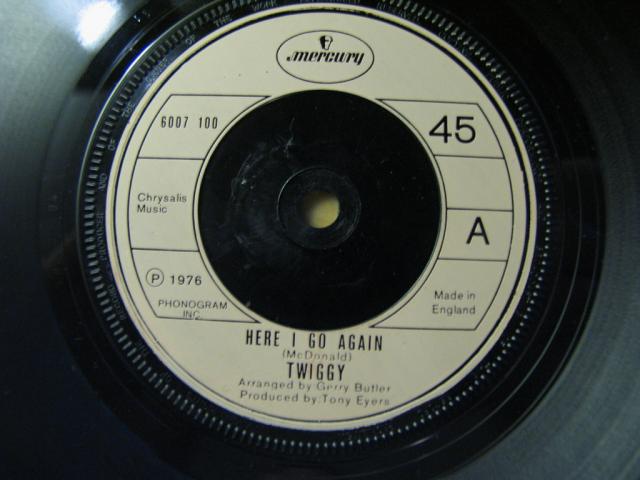 mercury
6007 100
45
Chrysalis
Music
A
℗ 1976
PHONOGRAM
INC.
Made in
England
HERE I GO AGAIN
(McDonald)
TWIGGY
Arranged by Gerry Butler
Produced by: Tony Eyers